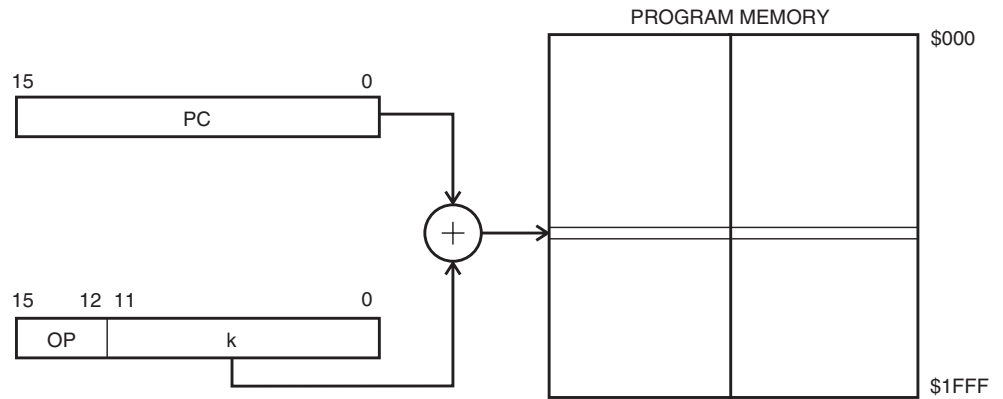 PROGRAM MEMORY
$000
15 0
PC
+
15 12 11 0
OP k
$1FFF